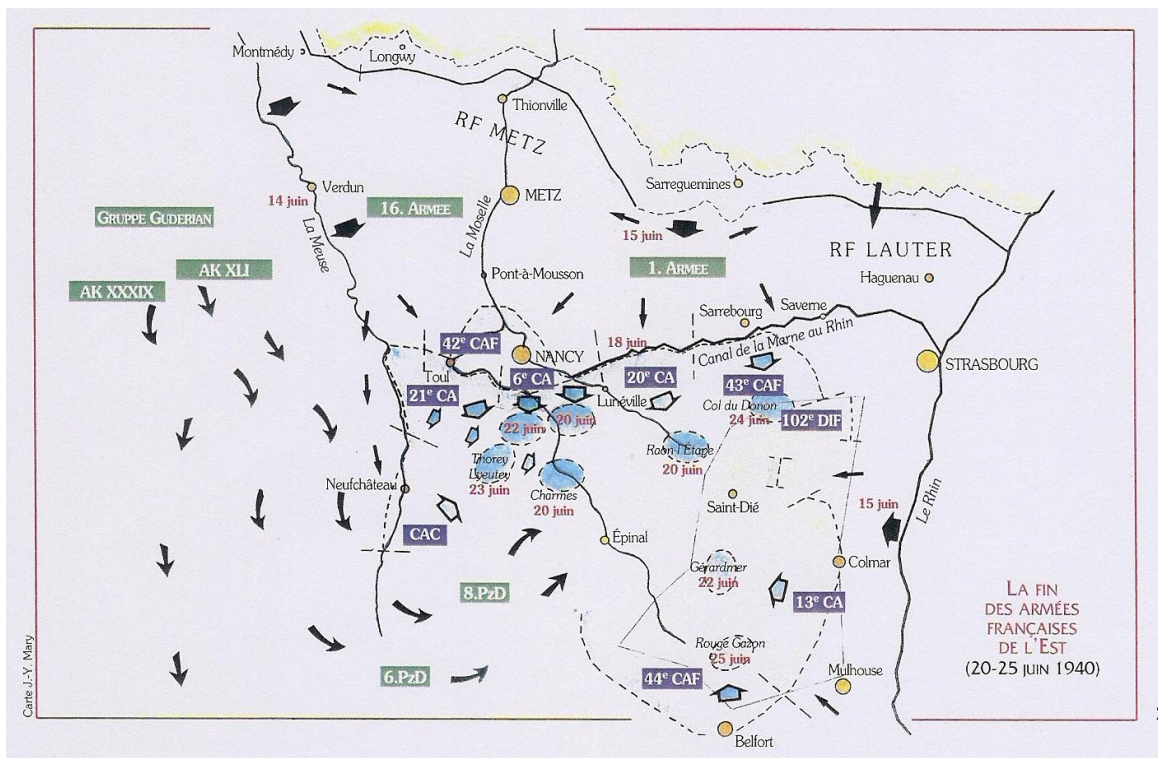 Montmédy
Longwy
Thionville
RF METZ
Sarreguemines
Verdun
14 juin
METZ
16. ARMEE
GRUPPE GUDERIAN
La Meuse
La Moselle
15 juin
RF LAUTER
Haguenau
AK XLI
AK XXXIX
Pont-à-Mousson
1. ARMEE
Sarrebourg
Saverne
Canal de la Marne au Rhin
18 juin
42e CAF
NANCY
STRASBOURG
Toul
6e CA
20e CA
43e CAF
21e CA
Lunéville
Col du Donon
24 juin
102e DIF
22 juin
20 juin
Raon l'Étape
20 juin
Thorey
Lyeutey
23 juin
Charmes
20 juin
Neufchâteau
Saint-Dié
15 juin
Le Rhin
CAC
Épinal
Colmar
Gérardmer
22 juin
8.PzD
13e CA
LA FIN
DES ARMÉES
FRANÇAISES
DE L'EST
(20-25 JUIN 1940)
Rougé Gazon
25 juin
6.PzD
44e CAF
Mulhouse
Belfort
Carte J.-Y. Mary